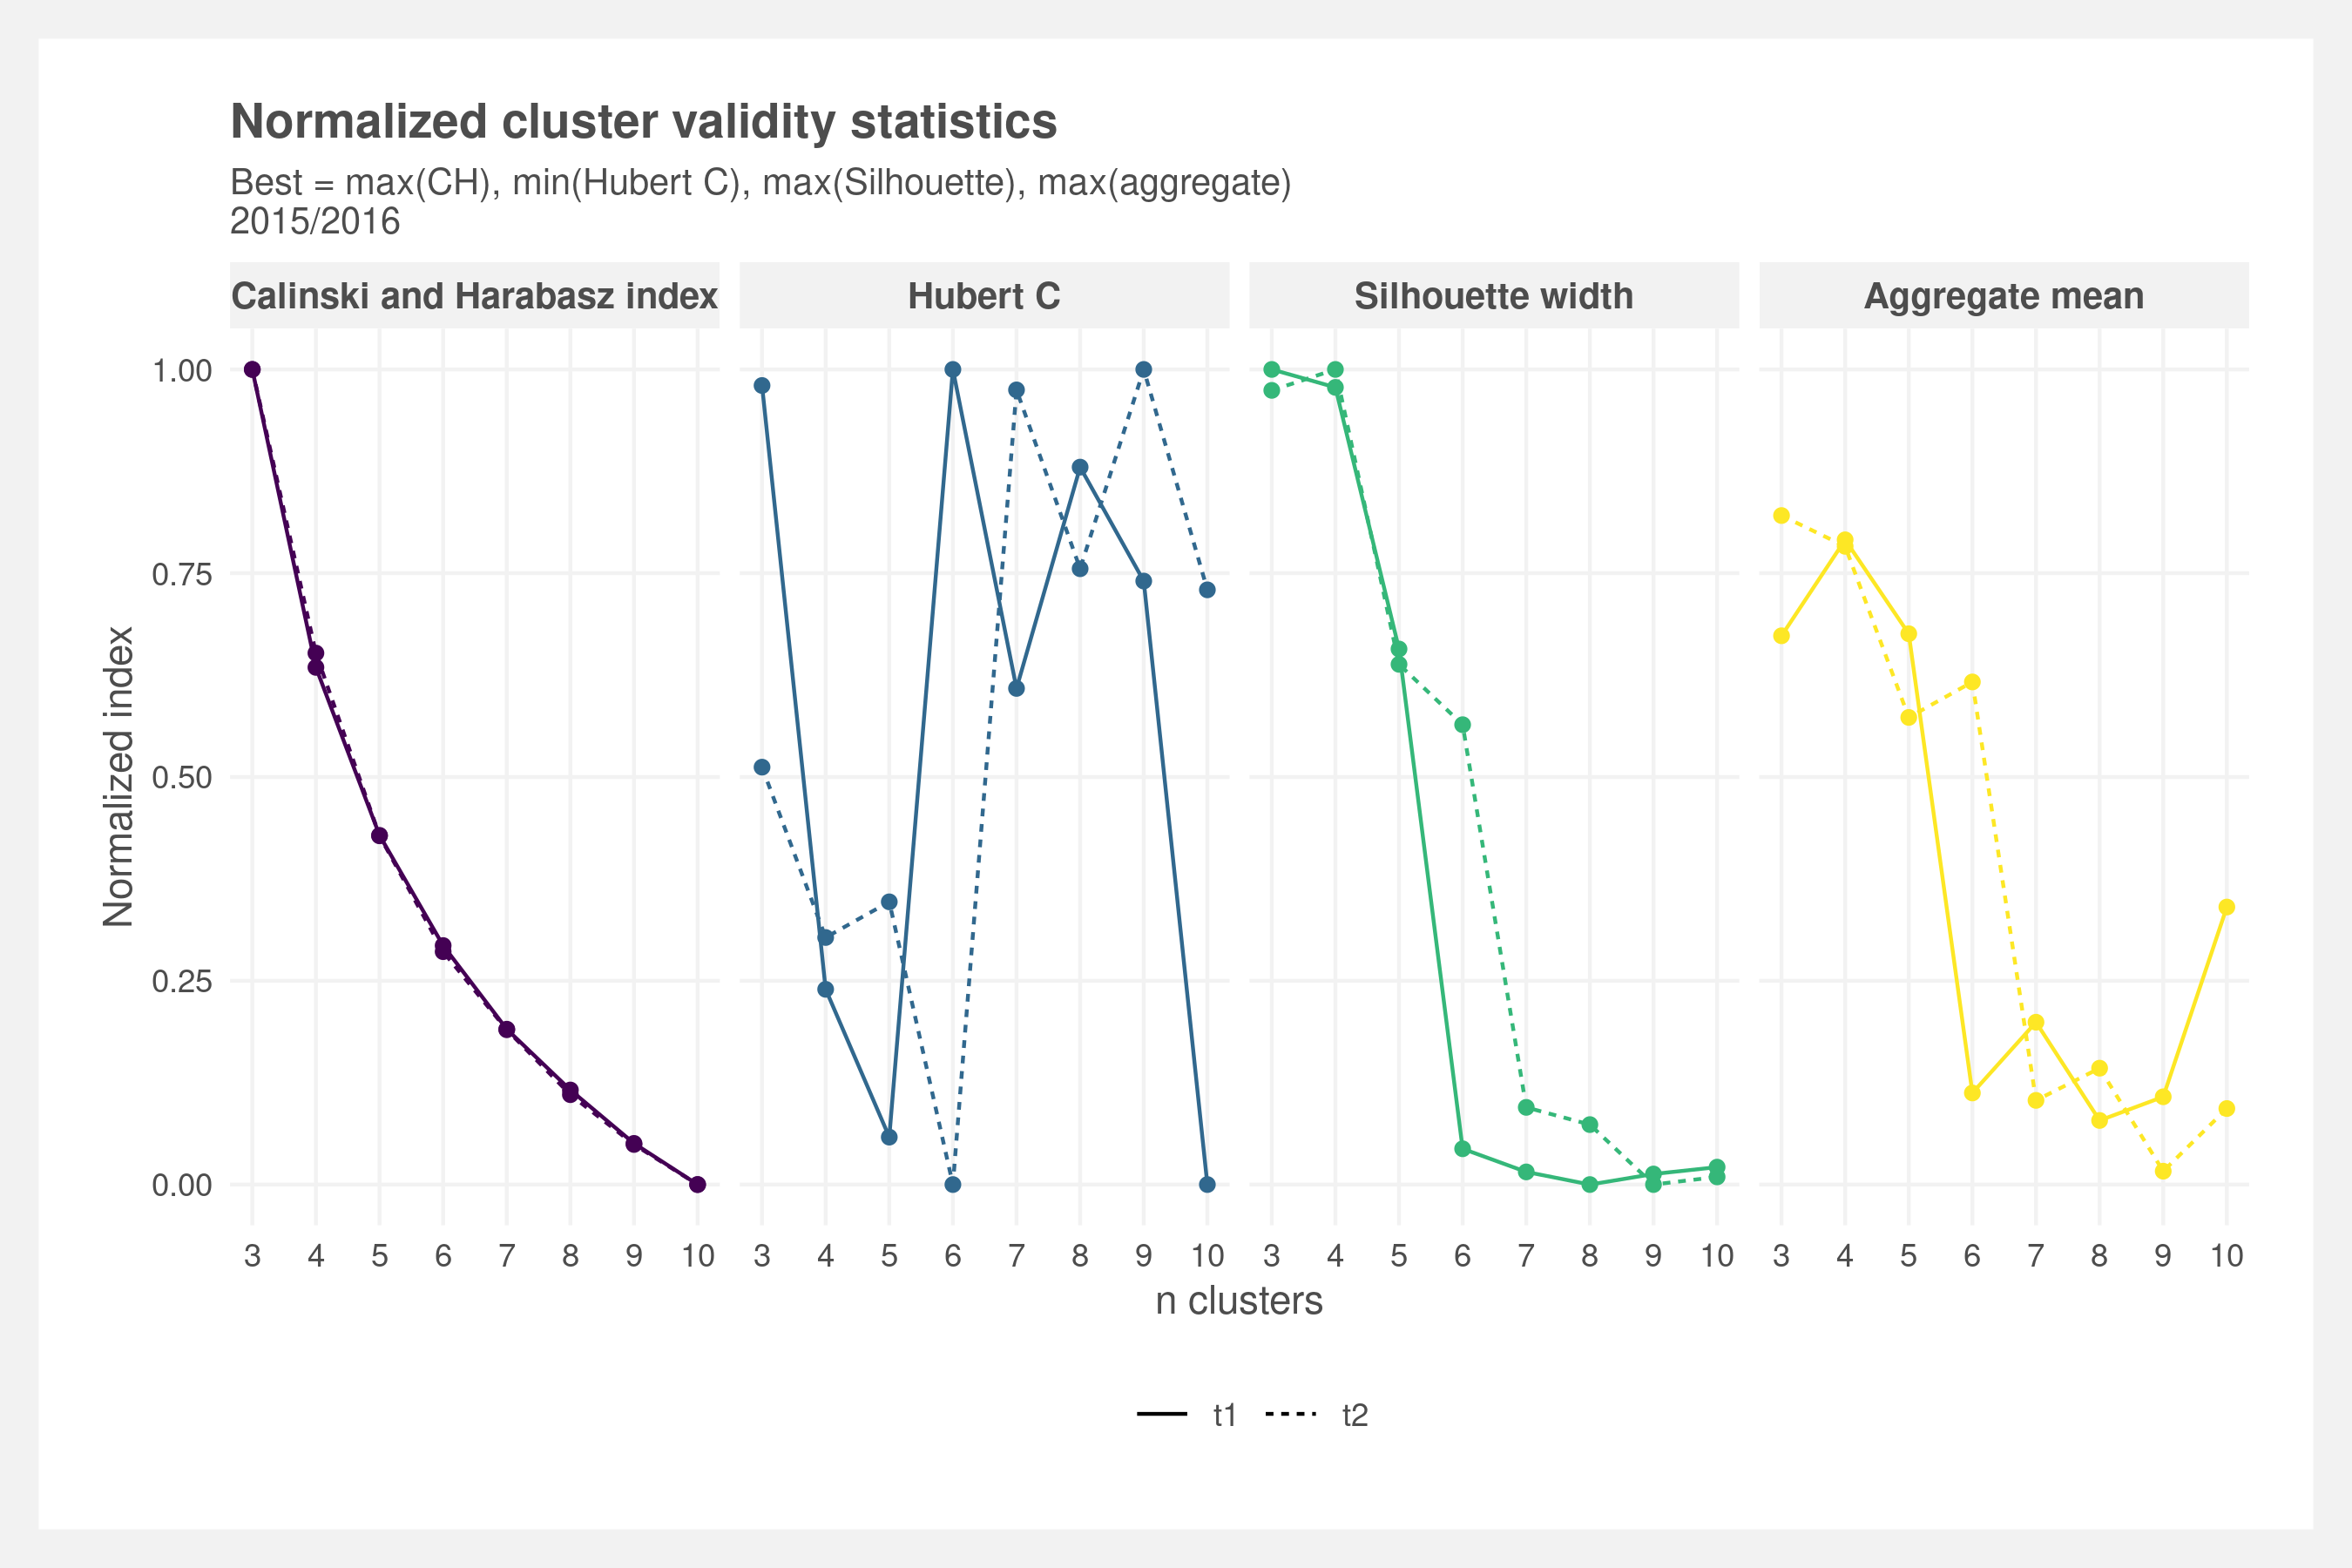 Normalized cluster validity statistics
Best = max(CH), min(Hubert C), max(Silhouette), max(aggregate)
2015/2016
Calinski and Harabasz index
Hubert C
Silhouette width
Aggregate mean
Normalized index
1.00
0.75
0.50
0.25
0.00
3 4 5 6 7 8 9 10
3 4 5 6 7 8 9 10
3 4 5 6 7 8 9 10
3 4 5 6 7 8 9 10
n clusters
t1 t2